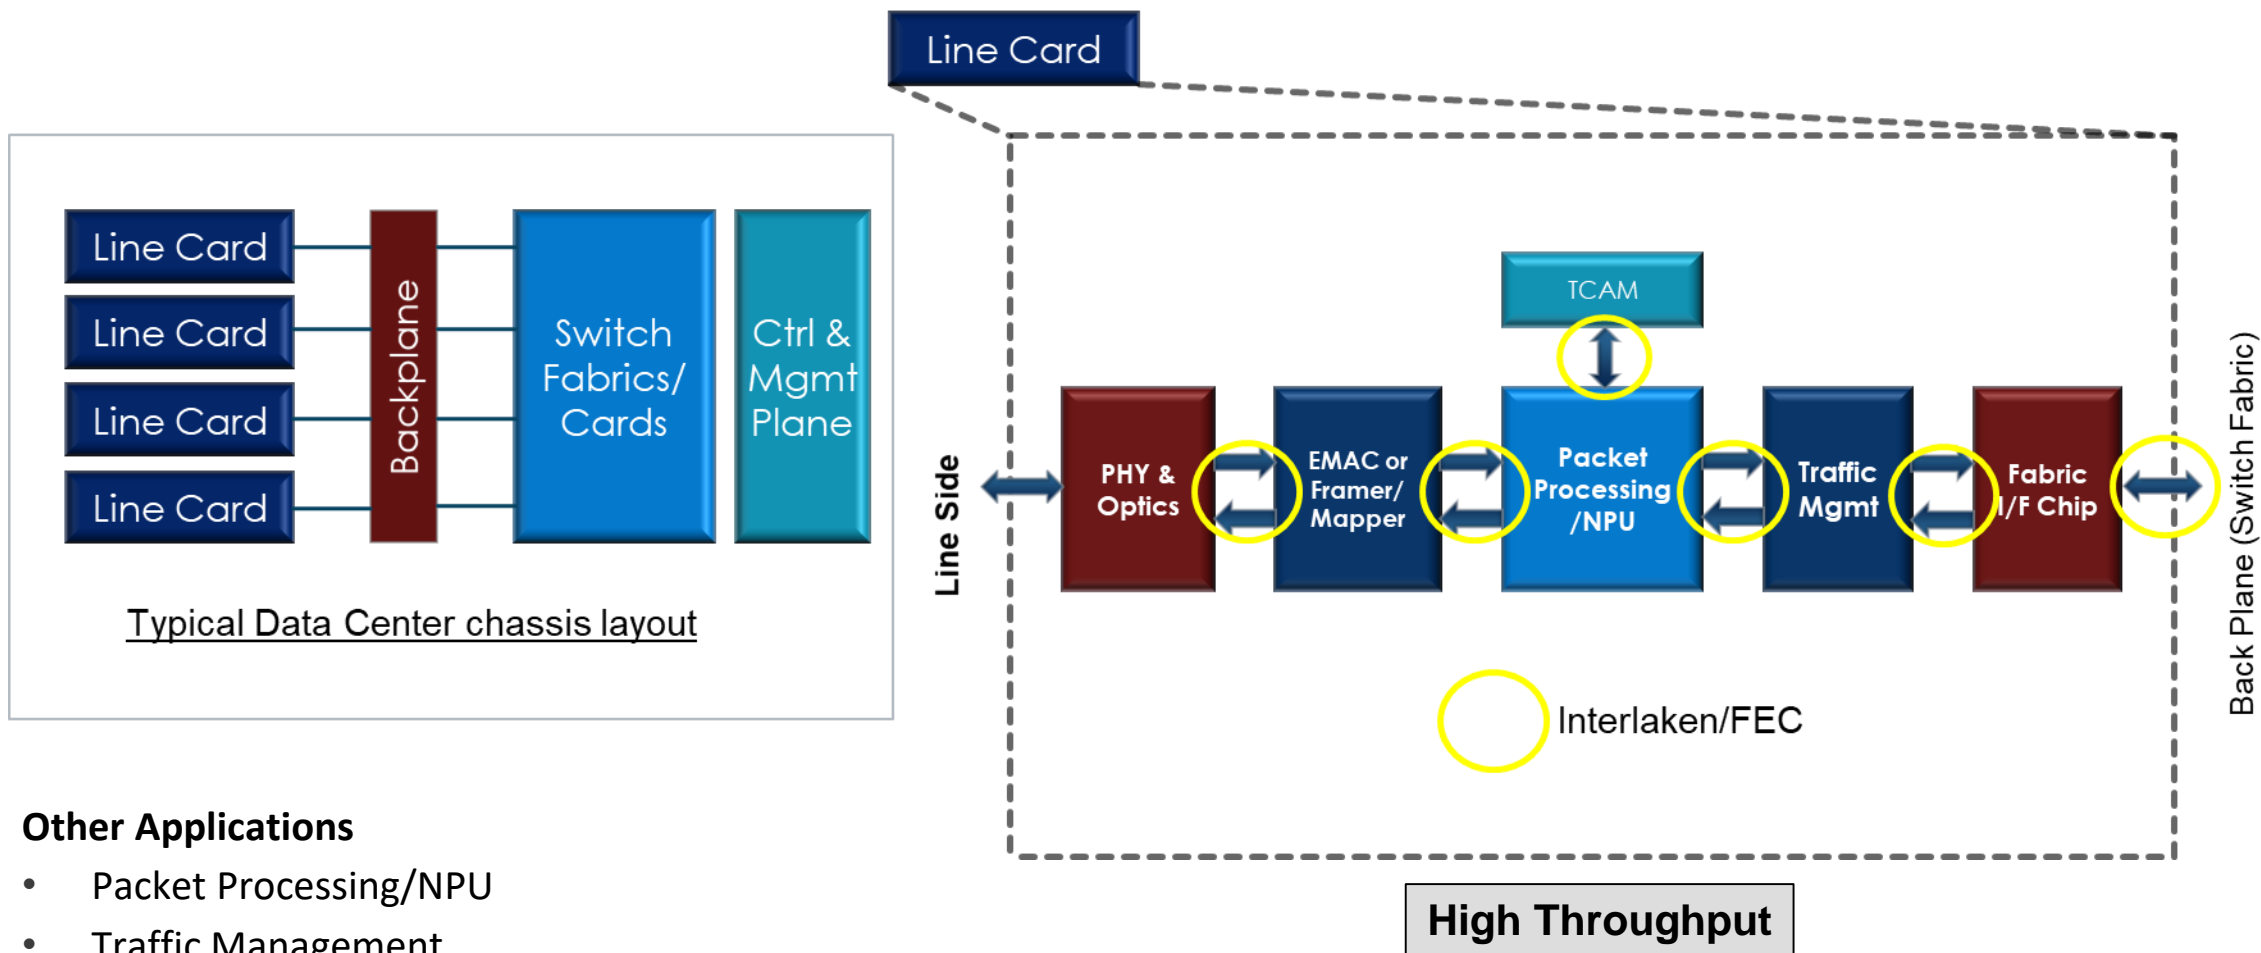 Line Card
Line Card
Line Card
Line Card
Line Card
Backplane
Switch
Fabrics/
Cards
Ctrl &
Mgmt
Plane
Typical Data Center chassis layout
Line Side
PHY &
Optics
EMAC or
Framer/
Mapper
TCAM
Packet
Processing
/NPU
Traffic
Mgmt
Fabric
I/F Chip
Back Plane (Switch Fabric)
Interlaken/FEC
Other Applications
• Packet Processing/NPU
• Traffic Management
High Throughput